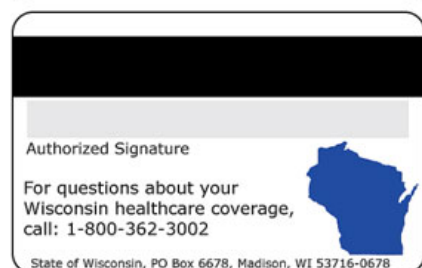 Authorized Signature
For questions about your
Wisconsin healthcare coverage,
call: 1-800-362-3002
State of Wisconsin, PO Box 6678, Madison, WI 53716-0678